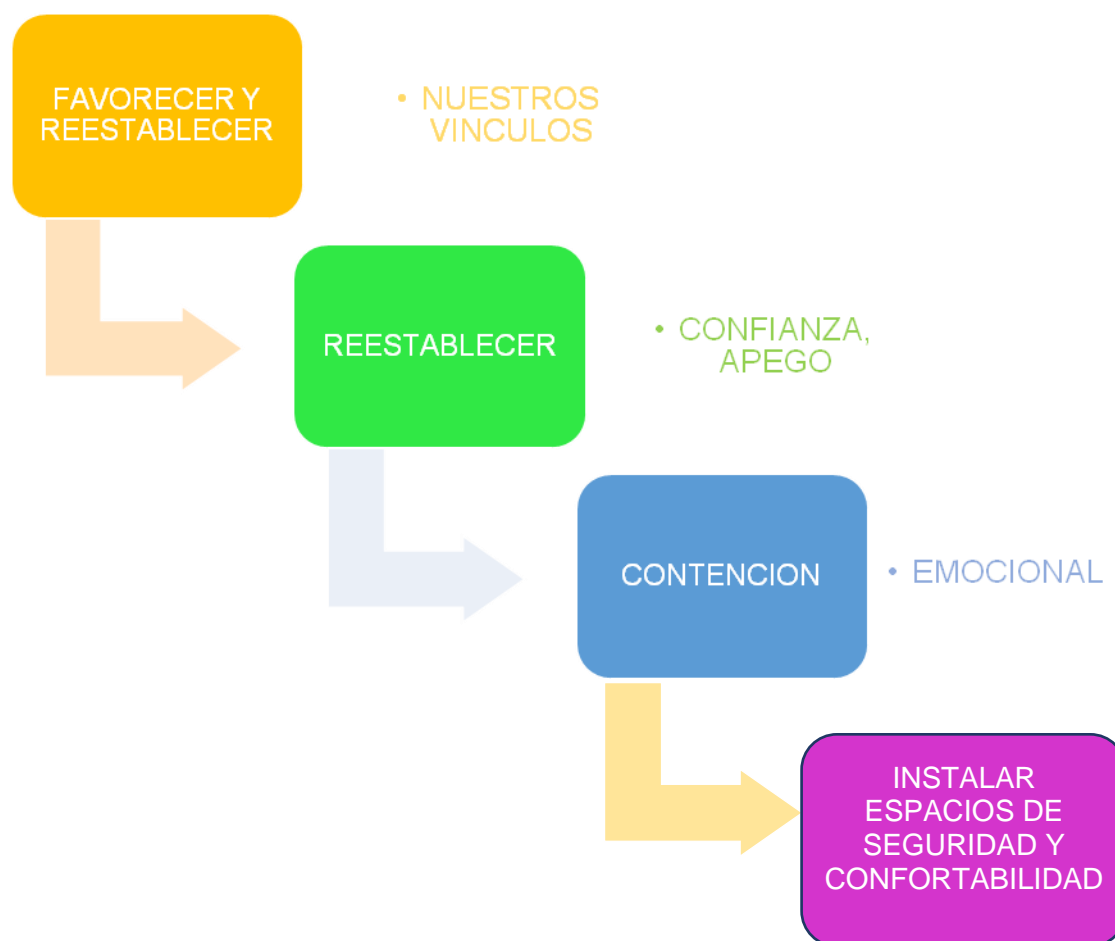 FAVORECER Y
REESTABLECER
• NUESTROS
VINCULOS
REESTABLECER
• CONFIANZA,
APEGO
CONTENCION
• EMOCIONAL
INSTALAR
ESPACIOS DE
SEGURIDAD Y
CONFORTABILIDAD